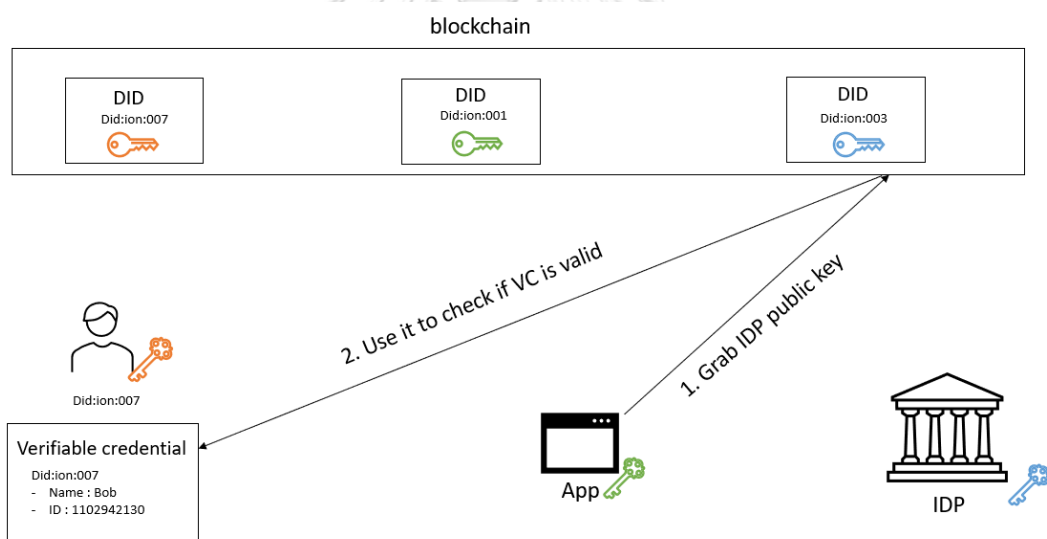 blockchain
DID
Did:ion:007
DID
Did:ion:001
DID
Did:ion:003
2. Use it to check if VC is valid
1. Grab IDP public key
Did:ion:007
Verifiable credential
Did:ion:007
- Name : Bob
- ID : 1102942130
App
IDP